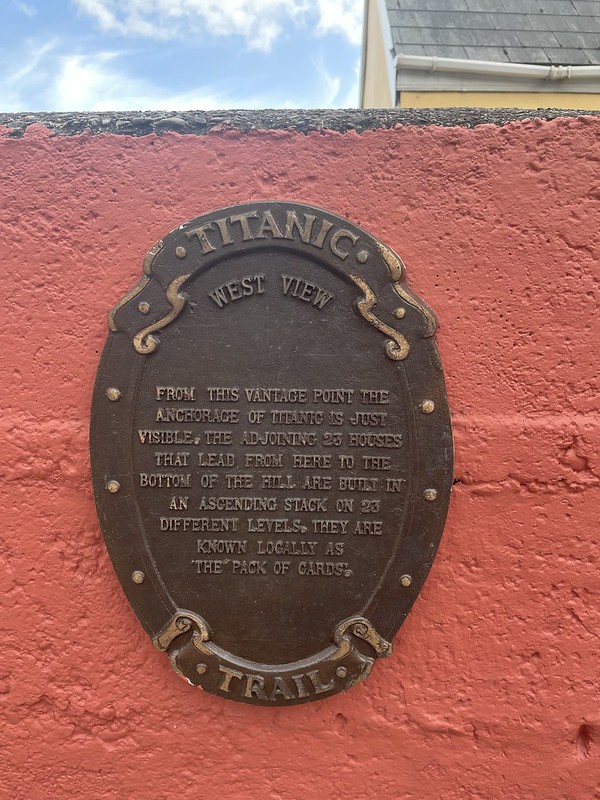 TITANIC
WEST VIEW
FROM THIS VANTAGE POINT THE
ANCHORAGE OF TITANIC IS JUST
VISIBLE. THE ADJOINING 23 HOUSES
THAT LEAD FROM HERE TO THE
BOTTOM OF THE HILL ARE BUILT IN
AN ASCENDING STACK ON 23
DIFFERENT LEVELS. THEY ARE
KNOWN LOCALLY AS
'THE PACK OF CARDS'.
TRAIL